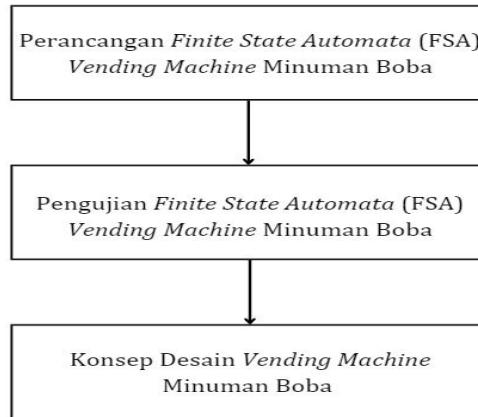 Perancangan Finite State Automata (FSA)
Vending Machine Minuman Boba
Pengujian Finite State Automata (FSA)
Vending Machine Minuman Boba
Konsep Desain Vending Machine
Minuman Boba